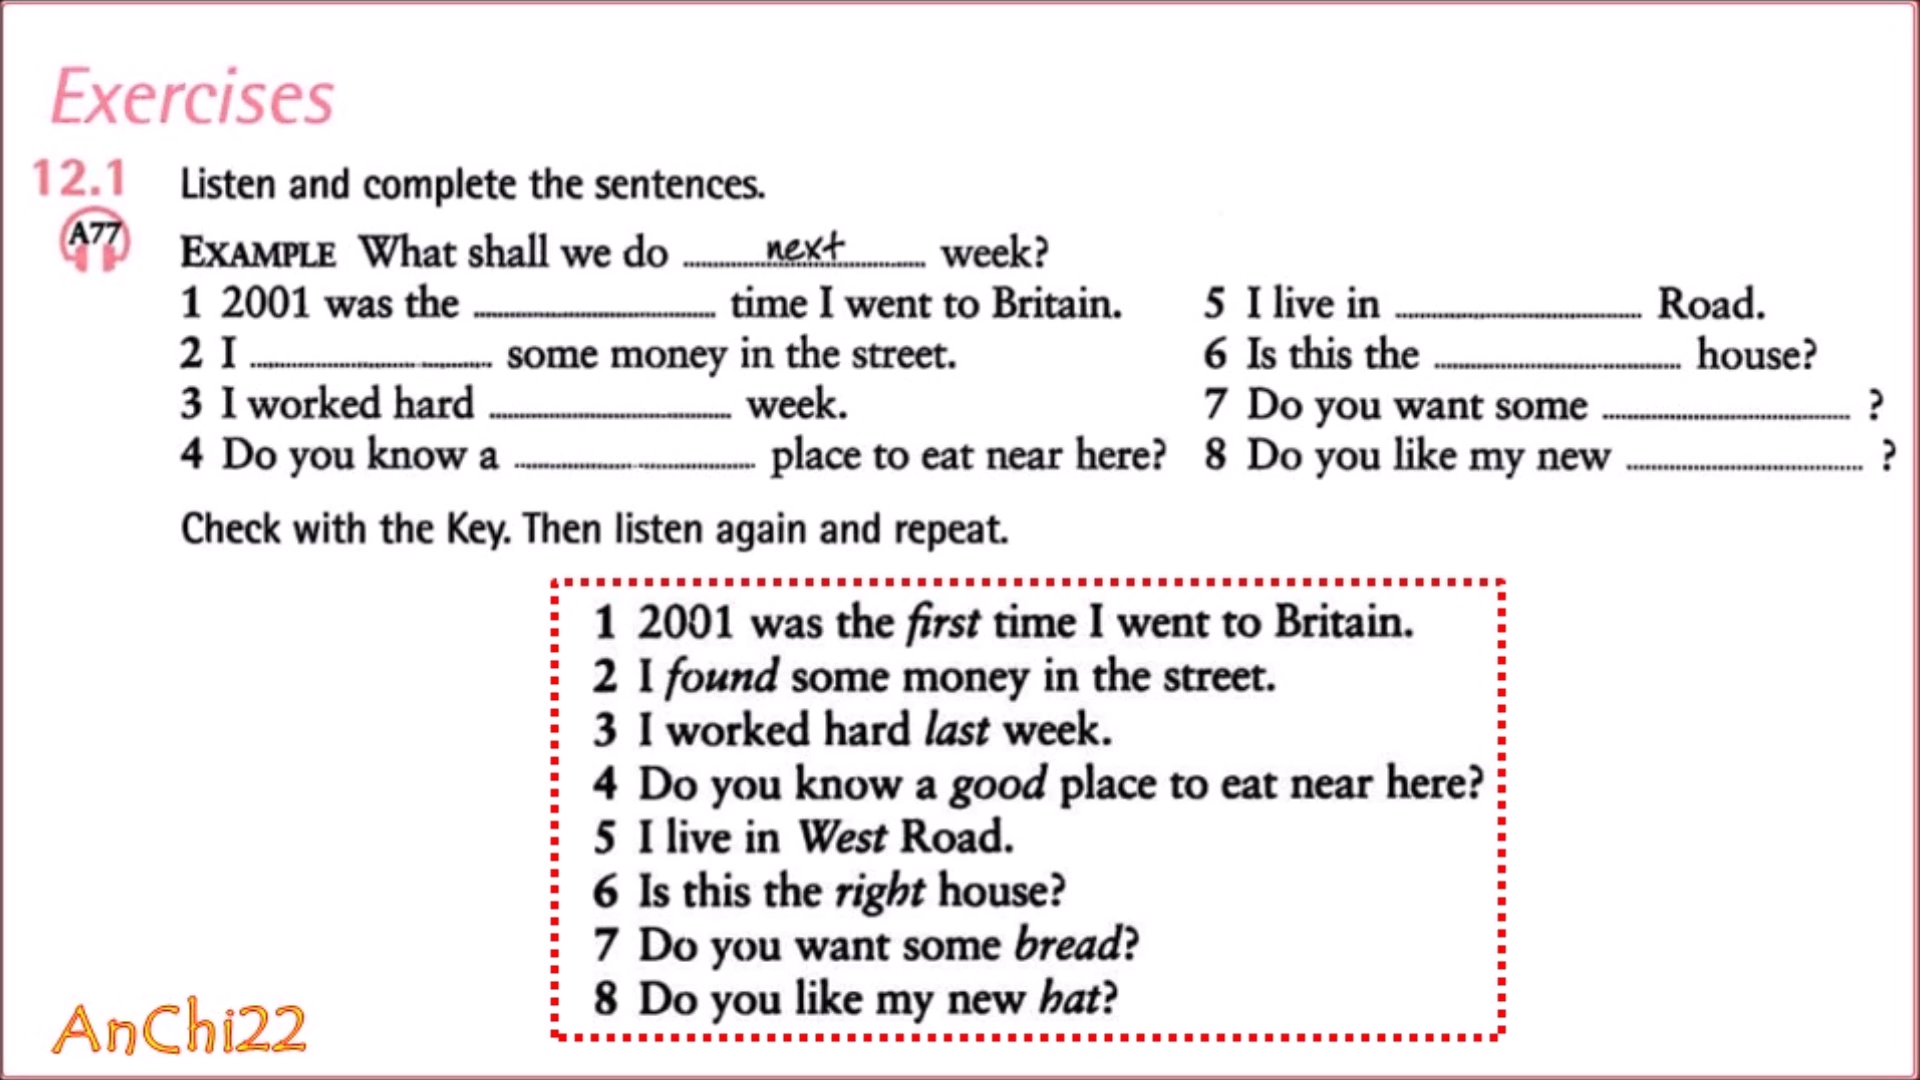 Exercises
12.1 Listen and complete the sentences.
A77
EXAMPLE What shall we do ........next........ week?
1 2001 was the ................ time I went to Britain.
2 I ................ some money in the street.
3 I worked hard ................ week.
4 Do you know a ................ place to eat near here?
5 I live in ................ Road.
6 Is this the ................ house?
7 Do you want some ................ ?
8 Do you like my new ................ ?
Check with the Key. Then listen again and repeat.
1 2001 was the first time I went to Britain.
2 I found some money in the street.
3 I worked hard last week.
4 Do you know a good place to eat near here?
5 I live in West Road.
6 Is this the right house?
7 Do you want some bread?
8 Do you like my new hat?
AnChi22